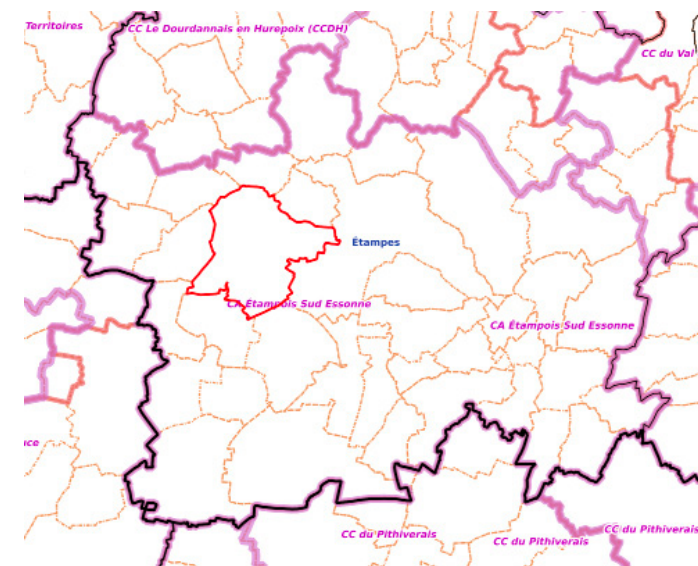 Territoires
CC Le Dourdannais en Hurepoix (CCDH)
CC du Val
Étampes
CA Étampois Sud Essonne
CA Étampois Sud Essonne
uce
CC du Pithiverais
CC du Pithiverais
CC du Pithiverais